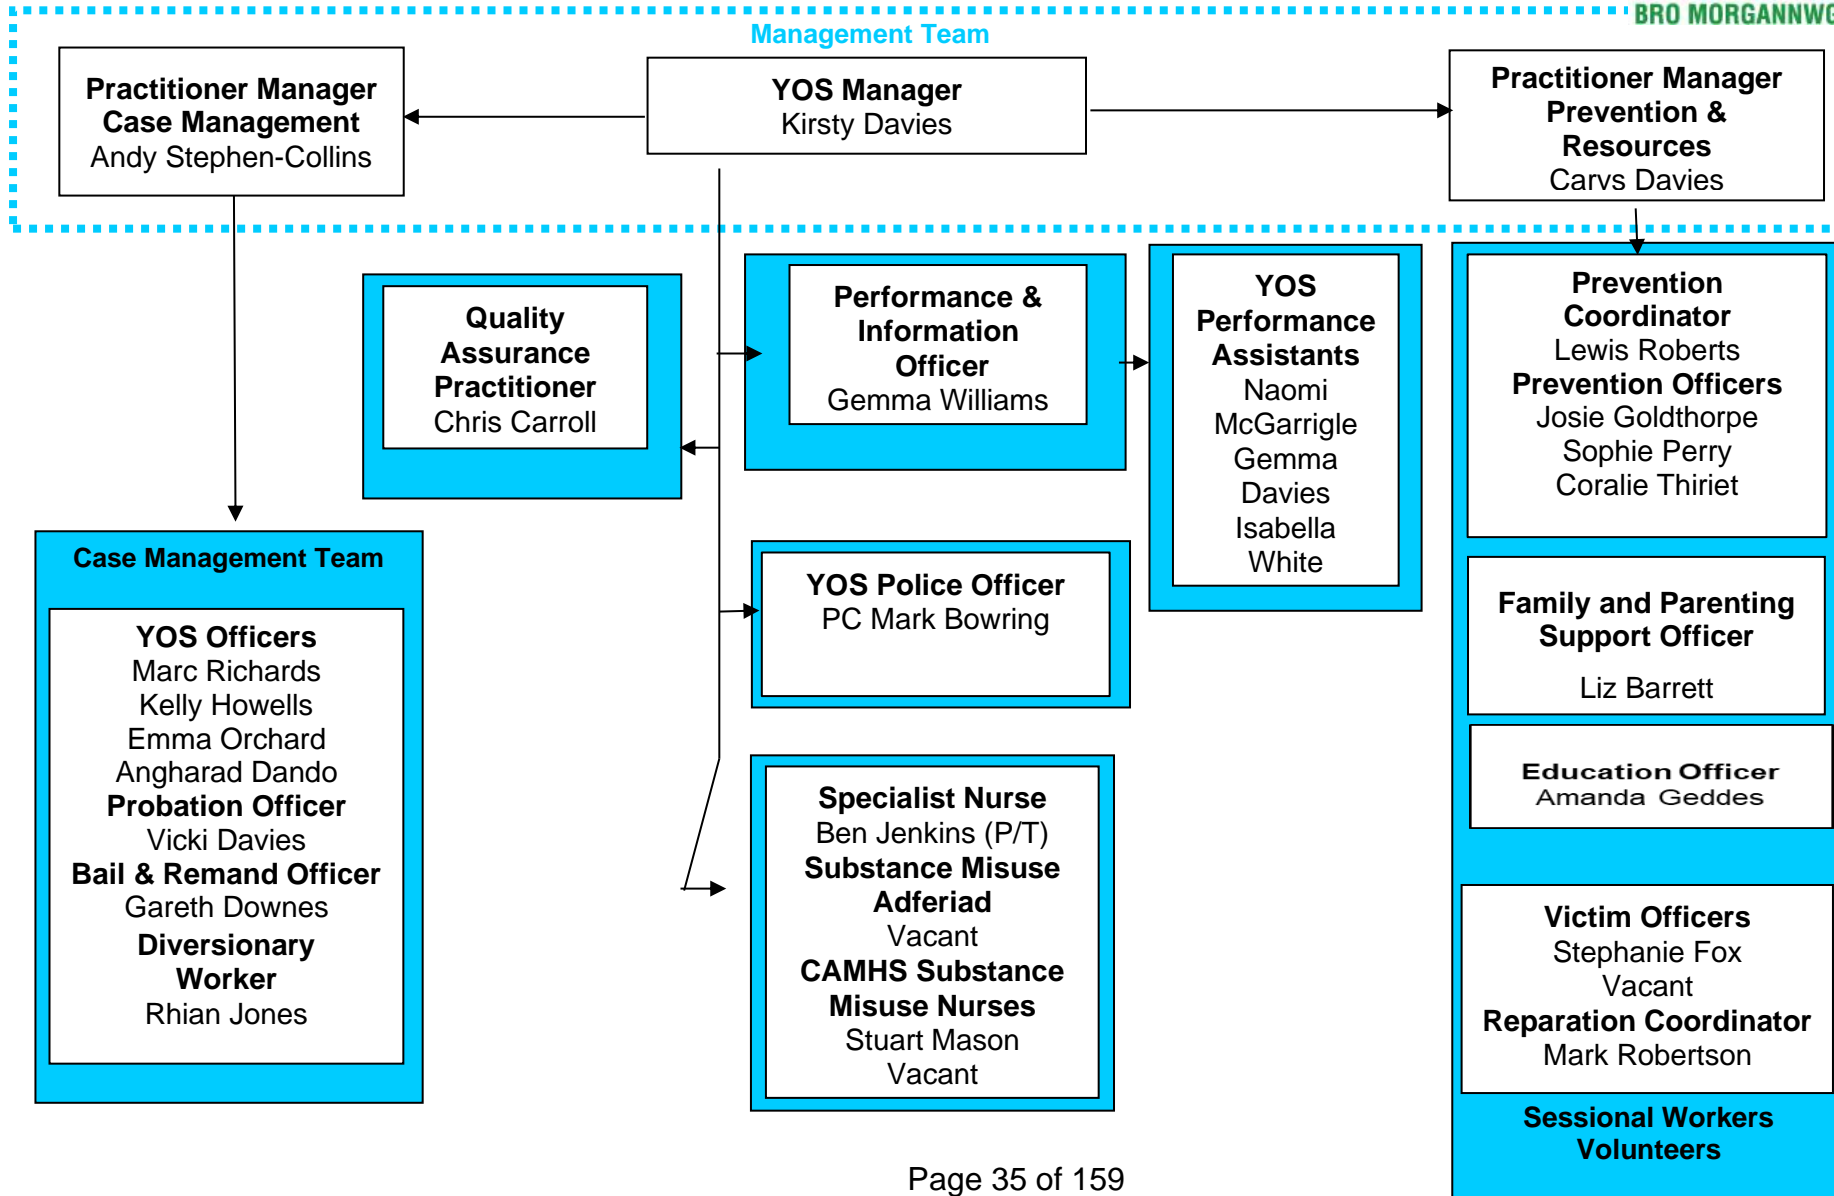 BRO MORGANNWG
Management Team
Practitioner Manager
Case Management
Andy Stephen-Collins
YOS Manager
Kirsty Davies
Practitioner Manager
Prevention &
Resources
Carys Davies
Quality
Assurance
Practitioner
Chris Carroll
Performance &
Information
Officer
Gemma Williams
YOS
Performance
Assistants
Naomi
McGarrigle
Gemma
Davies
Isabella
White
Prevention
Coordinator
Lewis Roberts
Prevention Officers
Josie Goldthorpe
Sophie Perry
Coralie Thiriet
Case Management Team
YOS Officers
Marc Richards
Kelly Howells
Emma Orchard
Angharad Dando
Probation Officer
Vicki Davies
Bail & Remand Officer
Gareth Downes
Diversionary
Worker
Rhian Jones
YOS Police Officer
PC Mark Bowring
Specialist Nurse
Ben Jenkins (P/T)
Substance Misuse
Adferiad
Vacant
CAMHS Substance
Misuse Nurses
Stuart Mason
Vacant
Family and Parenting
Support Officer
Liz Barrett
Education Officer
Amanda Geddes
Victim Officers
Stephanie Fox
Vacant
Reparation Coordinator
Mark Robertson
Sessional Workers
Volunteers
Page 35 of 159